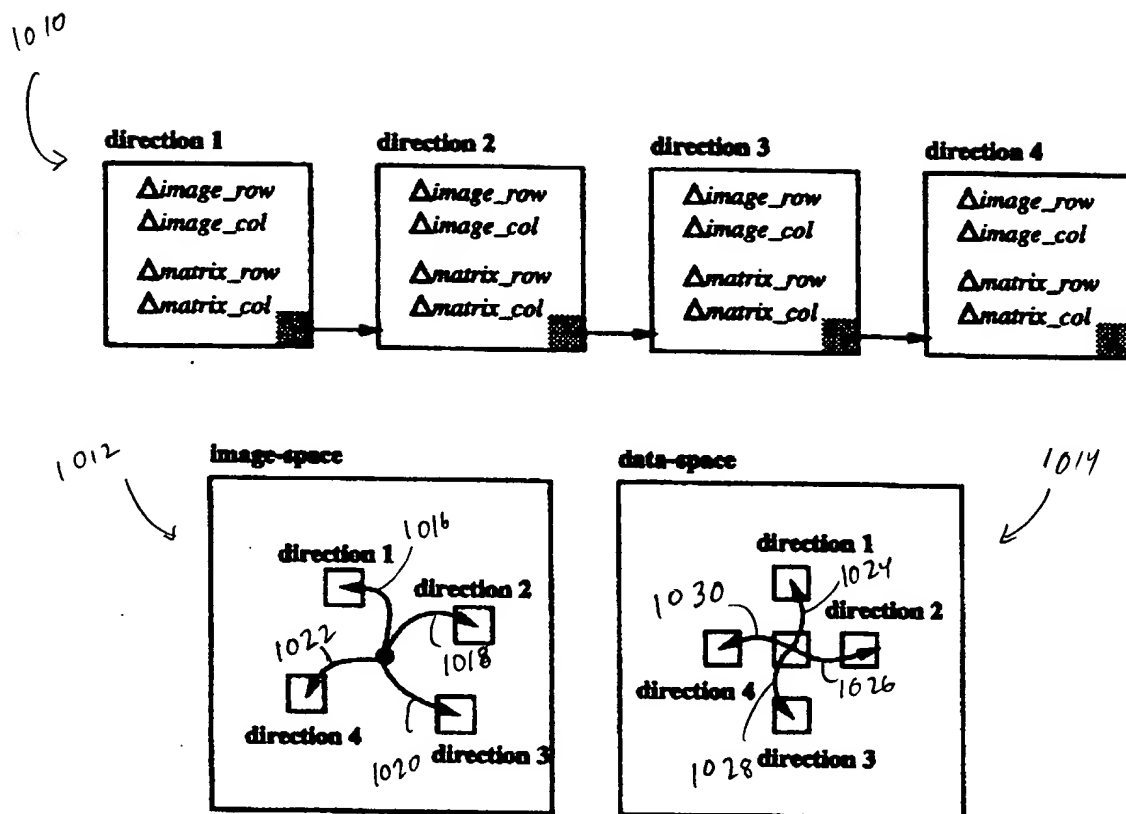 1010
direction 1
direction 2
direction 3
direction 4
Δimage_row
Δimage_col
Δmatrix_row
Δmatrix_col
Δimage_row
Δimage_col
Δmatrix_row
Δmatrix_col
Δimage_row
Δimage_col
Δmatrix_row
Δmatrix_col
Δimage_row
Δimage_col
Δmatrix_row
Δmatrix_col
1012
image-space
direction 1
1016
direction 2
1022
1018
direction 4
1020
direction 3
data-space
1014
direction 1
1024
1030
direction 2
direction 4
1026
1028
direction 3